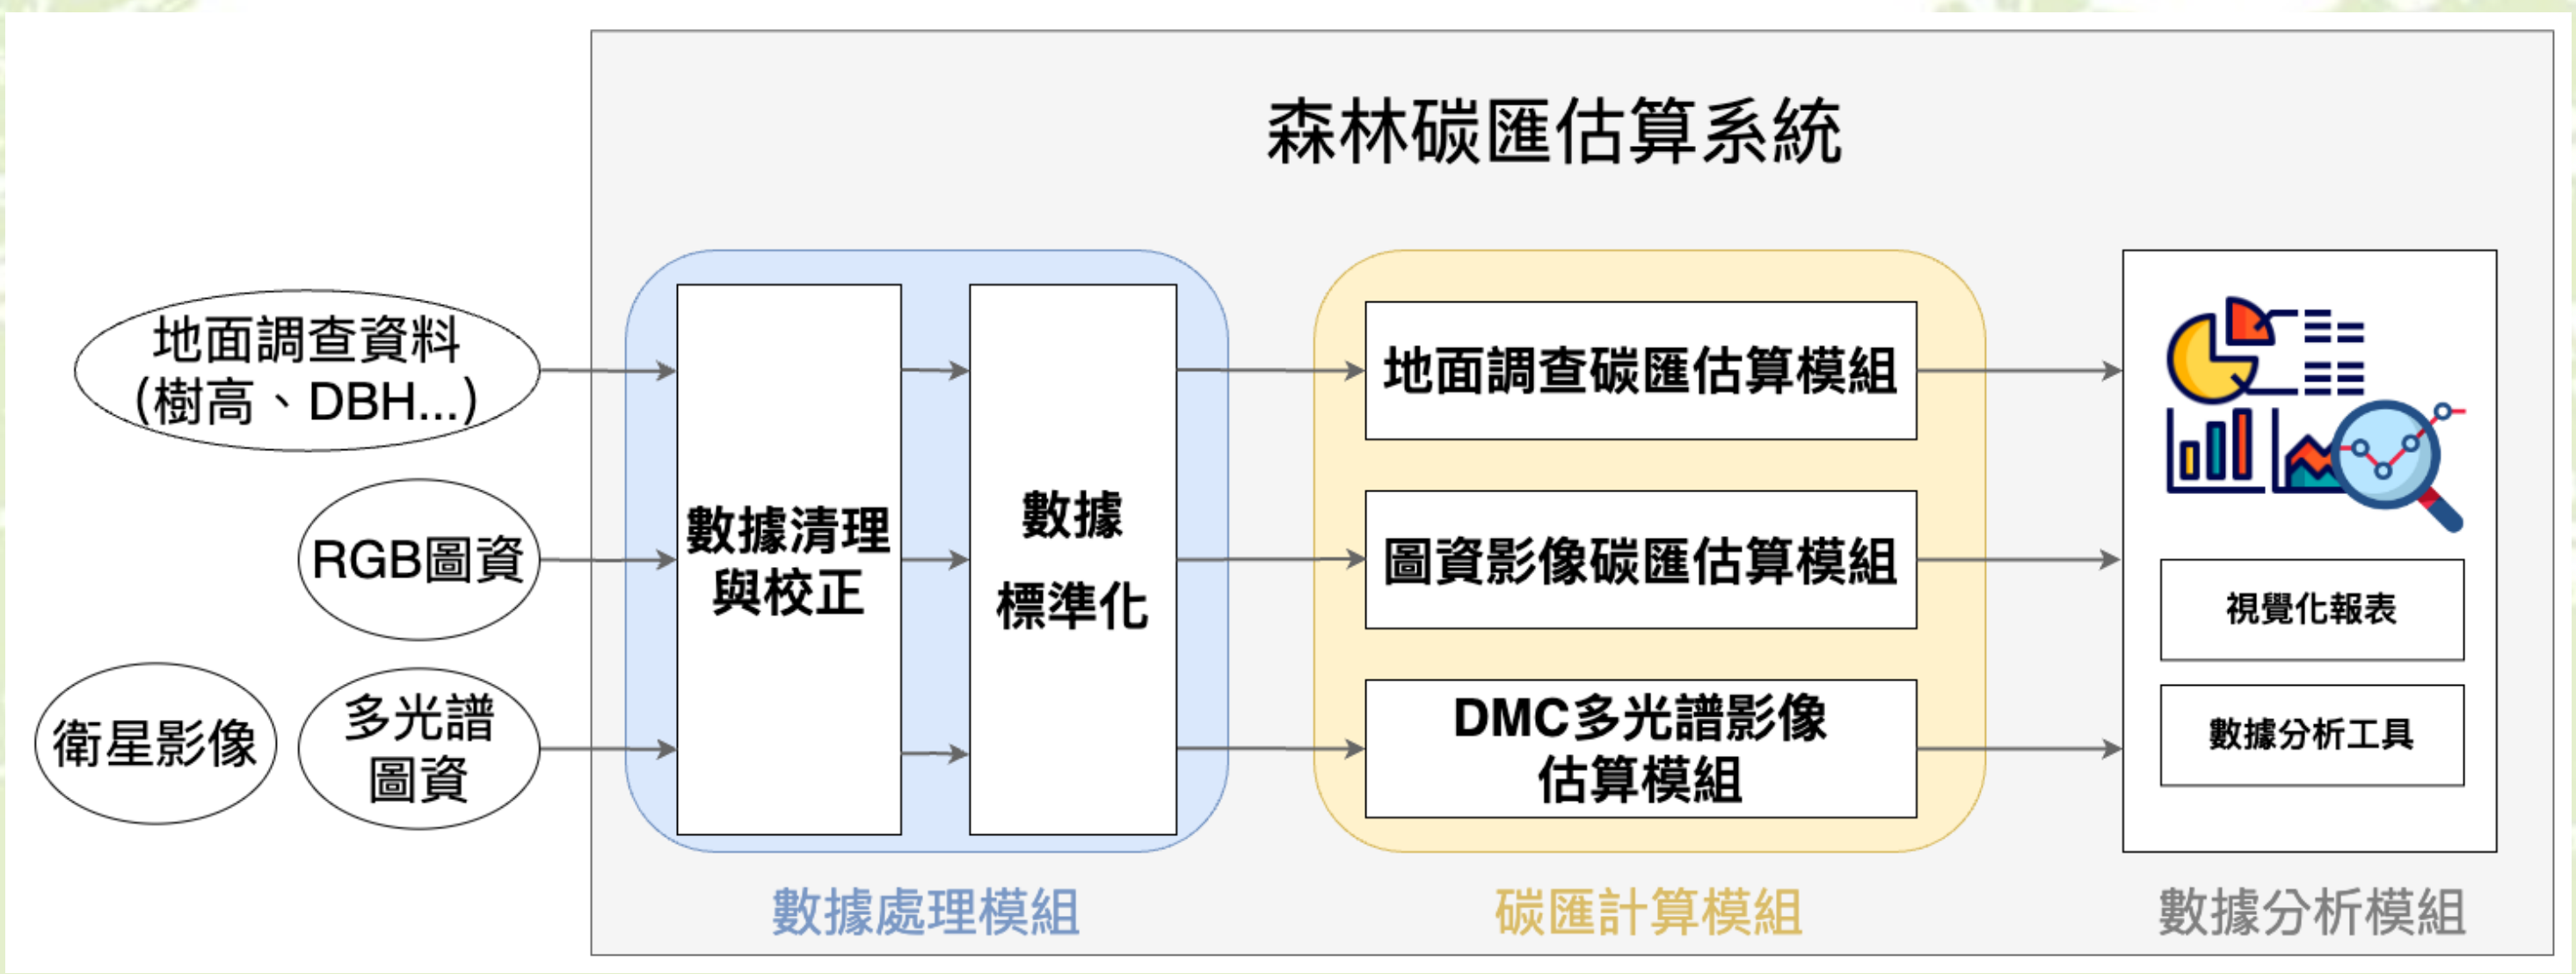 森林碳匯估算系統
地面調查資料
(樹高、DBH...)
RGB圖資
衛星影像
多光譜
圖資
數據清理
與校正
數據
標準化
地面調查碳匯估算模組
圖資影像碳匯估算模組
DMC多光譜影像
估算模組
視覺化報表
數據分析工具
數據處理模組
碳匯計算模組
數據分析模組